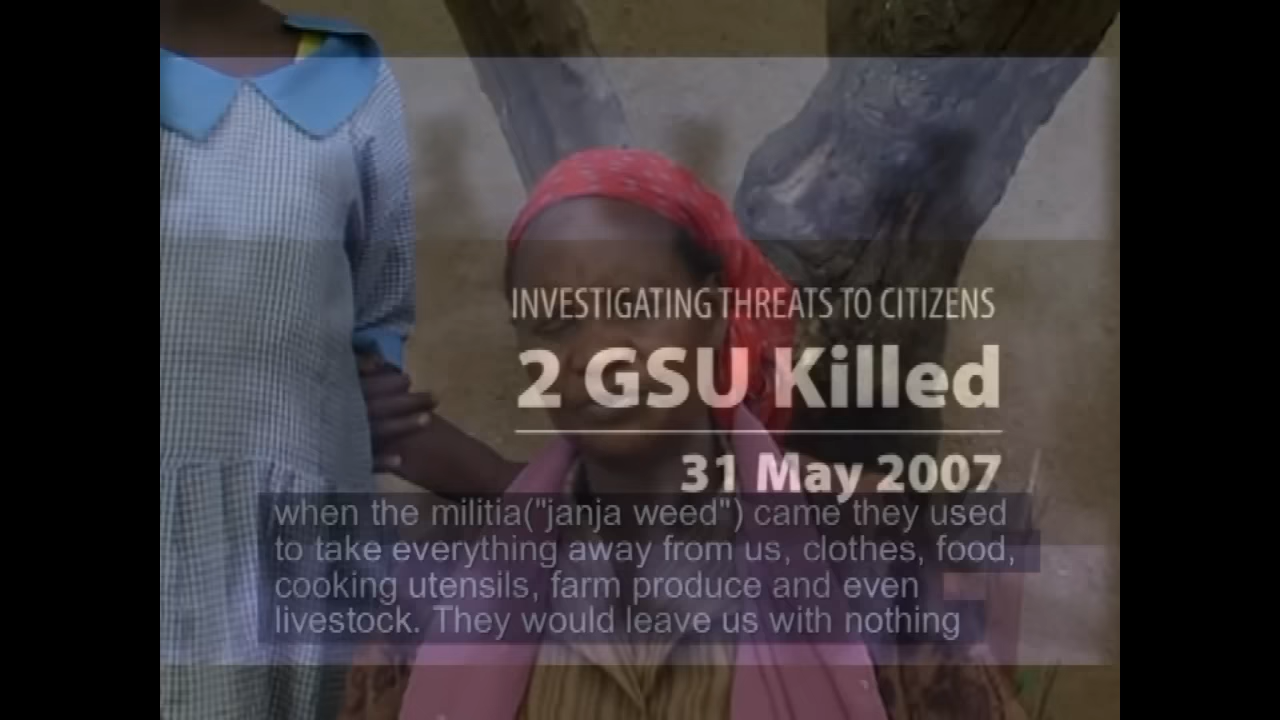 INVESTIGATING THREATS TO CITIZENS
2 GSU Killed
31 May 2007
when the militia("janja weed") came they used
to take everything away from us, clothes, food,
cooking utensils, farm produce and even
livestock. They would leave us with nothing